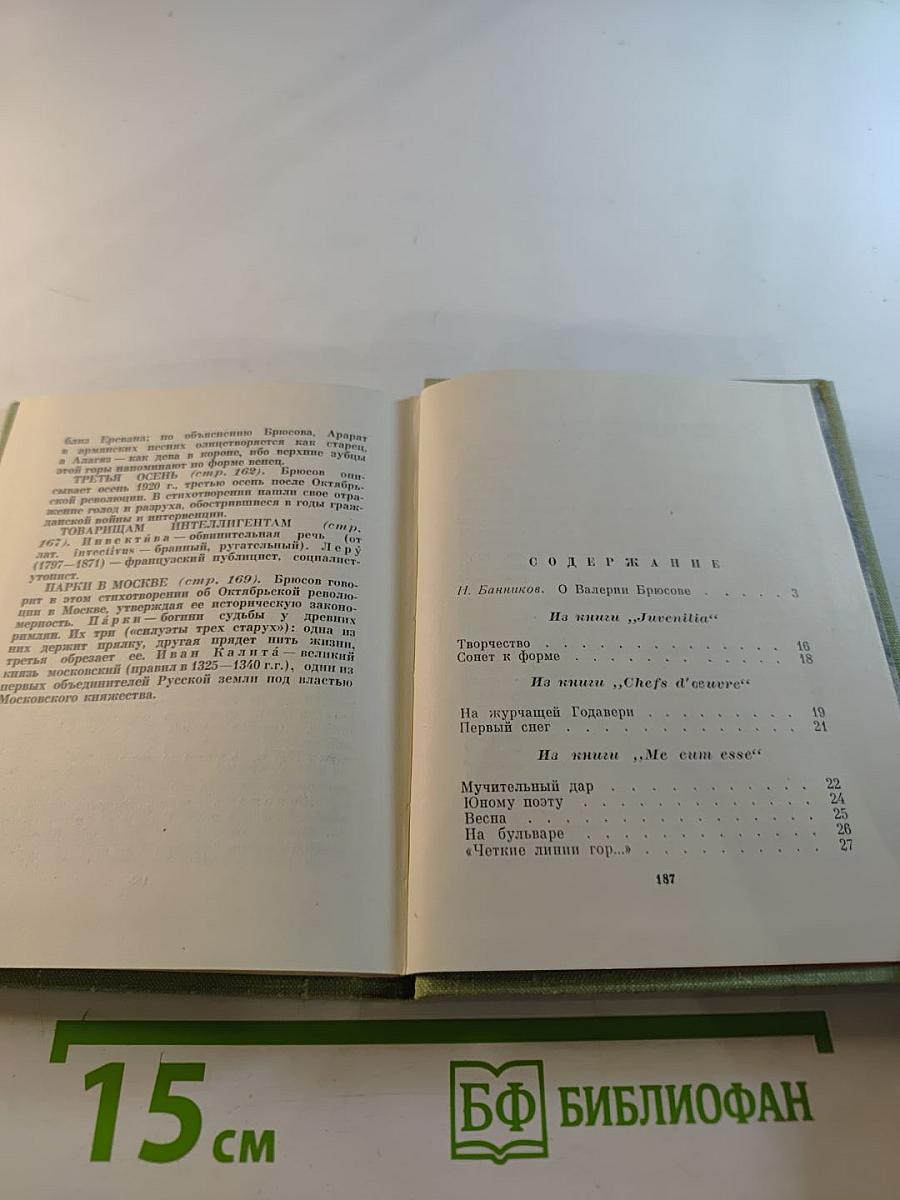 близ Еревана; по объяснению Брюсова, Арарат
в армянских песнях олицетворяется как старец,
а Алагяз — как дева в короне, ибо верхние зубцы
этой горы напоминают по форме венец.
ТРЕТЬЯ ОСЕНЬ (стр. 162). Брюсов опи-
сывает осень 1920 г., третью осень после Октябрь-
ской революции. В стихотворении нашли свое отра-
жение голод и разруха, обострившиеся в годы граж-
данской войны и интервенции.
ТОВАРИЩАМ ИНТЕЛЛИГЕНТАМ (стр.
167). Инвекти́ва — обвинительная речь (от
лат. invectivus — бранный, ругательный). Леру́
(1797—1871) — французский публицист, социалист-
утопист.
ПАРКИ В МОСКВЕ (стр. 169). Брюсов гово-
рит в этом стихотворении об Октябрьской револю-
ции в Москве, утверждая ее историческую законо-
мерность. Па́рки — богини судьбы у древних
римлян. Их три («силуэты трех старух»): одна из
них держит прялку, другая прядет нить жизни,
третья обрезает ее. Иван Калита́ — великий
князь московский (правил в 1325—1340 г.г.), один из
первых объединителей Русской земли под властью
Московского княжества.
СОДЕРЖАНИЕ
Н. Банников. О Валерии Брюсове . . . . . 3
Из книги „Juvenilia“
Творчество . . . . . . . . . . . . . 16
Сонет к форме . . . . . . . . . . . 18
Из книги „Chefs d'œuvre“
На журчащей Годавери . . . . . . . . 19
Первый снег . . . . . . . . . . . . 21
Из книги „Me eum esse“
Мучительный дар . . . . . . . . . . 22
Юному поэту . . . . . . . . . . . . 24
Весна . . . . . . . . . . . . . . . 25
На бульваре . . . . . . . . . . . . 26
«Четкие линии гор...» . . . . . . . . 27
187
15 см
БФ БИБЛИОФАН